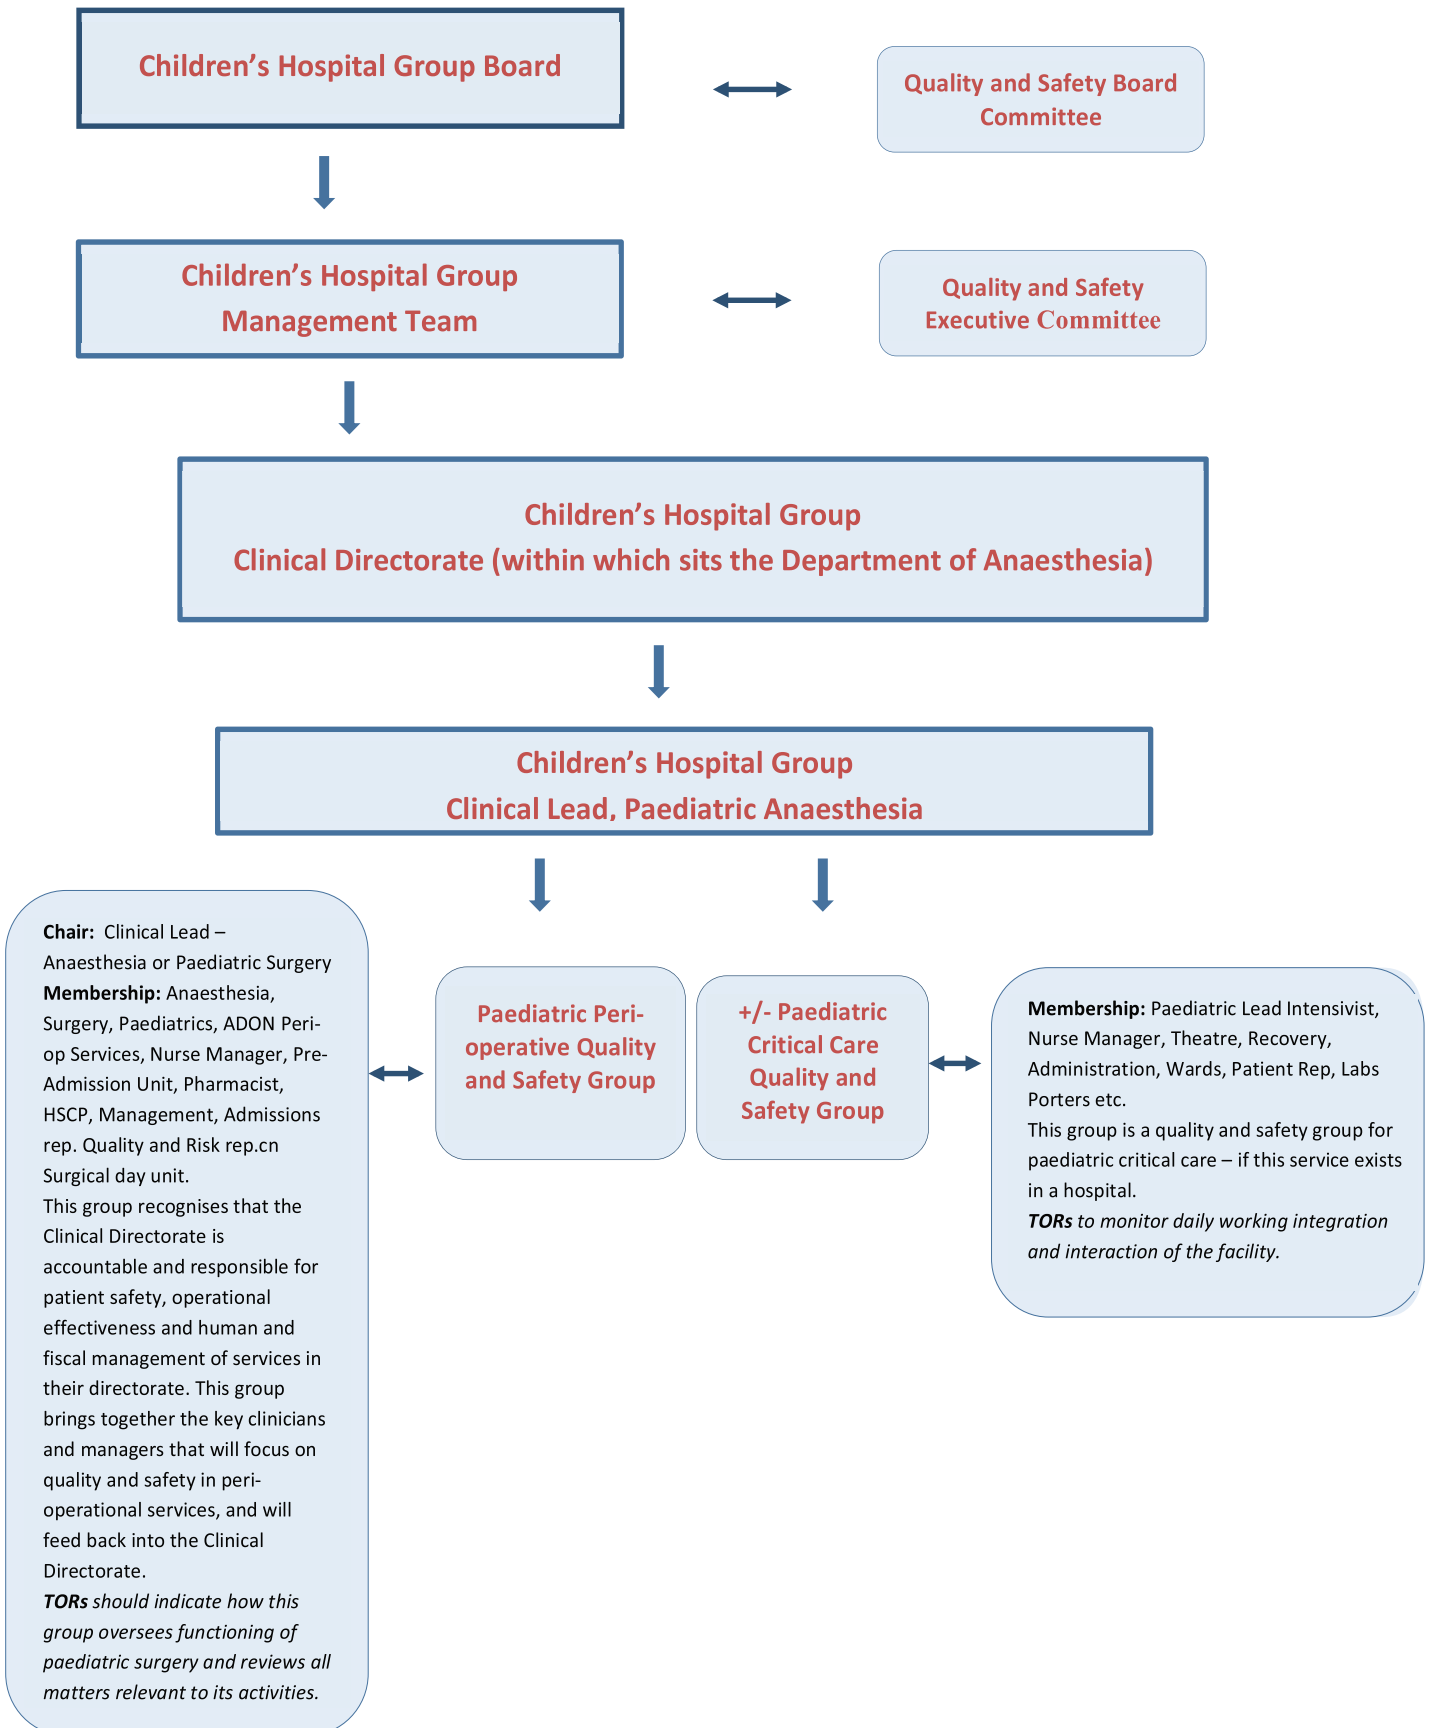 Children’s Hospital Group Board
Quality and Safety Board
Committee
Children’s Hospital Group
Management Team
Quality and Safety
Executive Committee
Children’s Hospital Group
Clinical Directorate (within which sits the Department of Anaesthesia)
Children’s Hospital Group
Clinical Lead, Paediatric Anaesthesia
Chair: Clinical Lead –
Anaesthesia or Paediatric Surgery
Membership: Anaesthesia,
Surgery, Paediatrics, ADON Peri-
op Services, Nurse Manager, Pre-
Admission Unit, Pharmacist,
HSCP, Management, Admissions
rep. Quality and Risk rep.cn
Surgical day unit.
This group recognises that the
Clinical Directorate is
accountable and responsible for
patient safety, operational
effectiveness and human and
fiscal management of services in
their directorate. This group
brings together the key clinicians
and managers that will focus on
quality and safety in peri-
operational services, and will
feed back into the Clinical
Directorate.
TORs should indicate how this
group oversees functioning of
paediatric surgery and reviews all
matters relevant to its activities.
Paediatric Peri-
operative Quality
and Safety Group
+/- Paediatric
Critical Care
Quality and
Safety Group
Membership: Paediatric Lead Intensivist,
Nurse Manager, Theatre, Recovery,
Administration, Wards, Patient Rep, Labs
Porters etc.
This group is a quality and safety group for
paediatric critical care – if this service exists
in a hospital.
TORs to monitor daily working integration
and interaction of the facility.